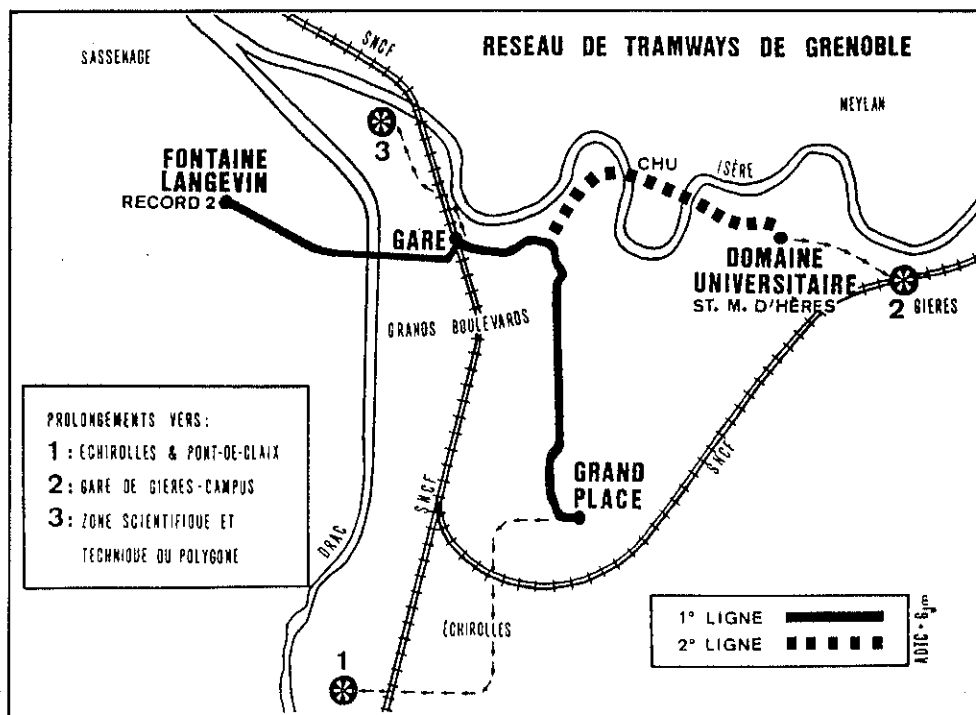 RESEAU DE TRAMWAYS DE GRENOBLE
SNCF
SASSENAGE
MEYLAN
3
FONTAINE
LANGEVIN
RECORD 2
CHU
ISÈRE
GARE
DOMAINE
UNIVERSITAIRE
ST. M. D'HÈRES
2 GIERES
GRANDS BOULEVARDS
PROLONGEMENTS VERS:
1: ECHIROLLES & PONT-DE-CLAIX
2: GARE DE GIERES-CAMPUS
3: ZONE SCIENTIFIQUE ET
TECHNIQUE DU POLYGONE
GRAND
PLACE
SNCF
SNCF
DRAC
ÉCHIROLLES
1
1° LIGNE
2° LIGNE
ADTC